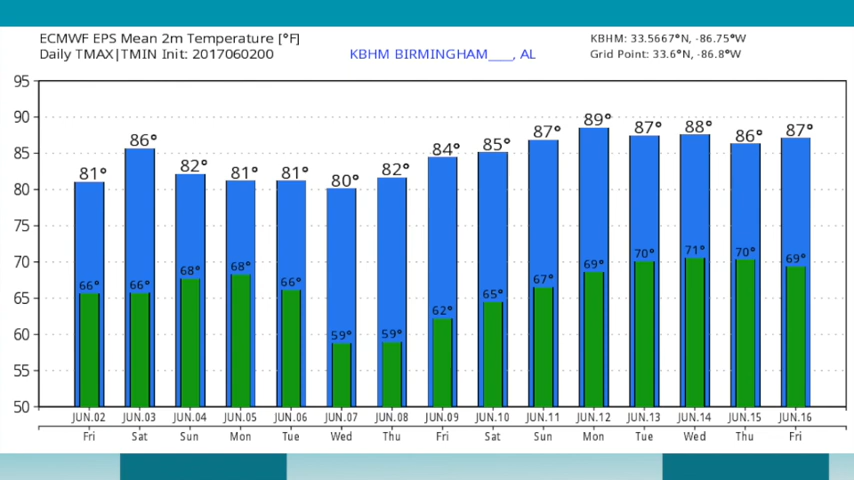 ECMWF EPS Mean 2m Temperature [°F]
Daily TMAX|TMIN Init: 2017060200
KBHM BIRMINGHAM____, AL
KBHM: 33.5667°N, -86.75°W
Grid Point: 33.6°N, -86.8°W
95
90
85
80
75
70
65
60
55
50
81° 86° 82° 81° 81° 80° 82° 84° 85° 87° 89° 87° 88° 86° 87°
66° 66° 68° 68° 66° 59° 59° 62° 65° 67° 69° 70° 71° 70° 69°
JUN.02 JUN.03 JUN.04 JUN.05 JUN.06 JUN.07 JUN.08 JUN.09 JUN.10 JUN.11 JUN.12 JUN.13 JUN.14 JUN.15 JUN.16
Fri Sat Sun Mon Tue Wed Thu Fri Sat Sun Mon Tue Wed Thu Fri